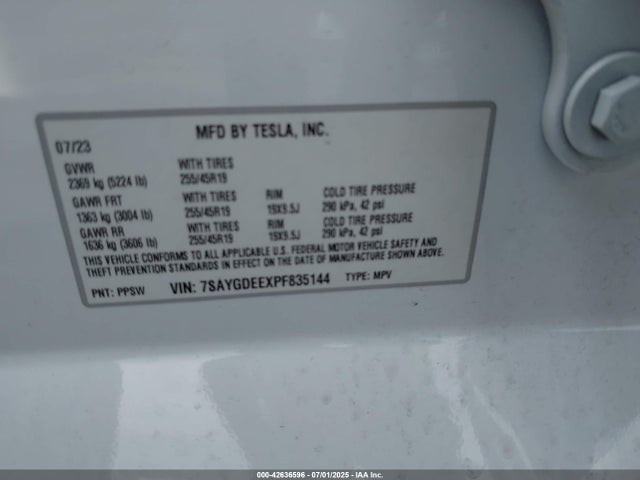 MFD BY TESLA, INC.
07/23
GVWR WITH TIRES
2369 kg (5224 lb) 255/45R19
GAWR FRT WITH TIRES RIM COLD TIRE PRESSURE
1363 kg (3004 lb) 255/45R19 19X9.5J 290 kPa, 42 psi
GAWR RR WITH TIRES RIM COLD TIRE PRESSURE
1636 kg (3606 lb) 255/45R19 19X9.5J 290 kPa, 42 psi
THIS VEHICLE CONFORMS TO ALL APPLICABLE U.S. FEDERAL MOTOR VEHICLE SAFETY AND
THEFT PREVENTION STANDARDS IN EFFECT ON THE DATE OF MANUFACTURE SHOWN ABOVE.
PNT: PPSW VIN: 7SAYGDEEXPF835144 TYPE: MPV
000-42636596 - 07/01/2025 - IAA Inc.